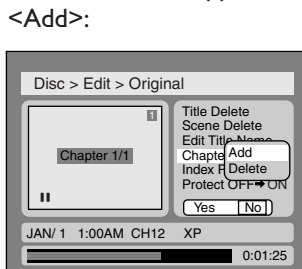 <Add>:
Disc > Edit > Original
1
Chapter 1/1
Title Delete
Scene Delete
Edit Title Name
Chapte
Add
Index P
Delete
Protect OFF➔ON
Yes No
JAN/ 1 1:00AM CH12 XP
0:01:25